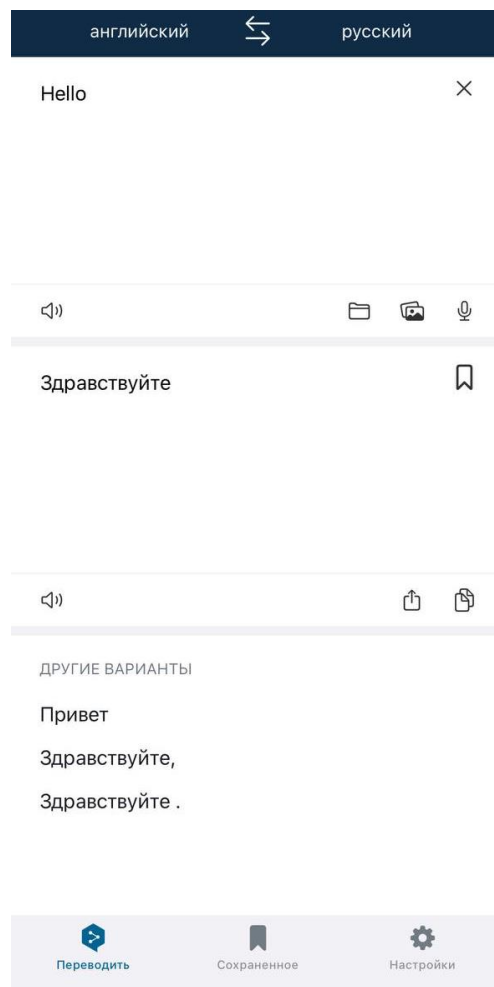 английский русский
Hello
Здравствуйте
ДРУГИЕ ВАРИАНТЫ
Привет
Здравствуйте,
Здравствуйте .
Переводить Сохраненное Настройки